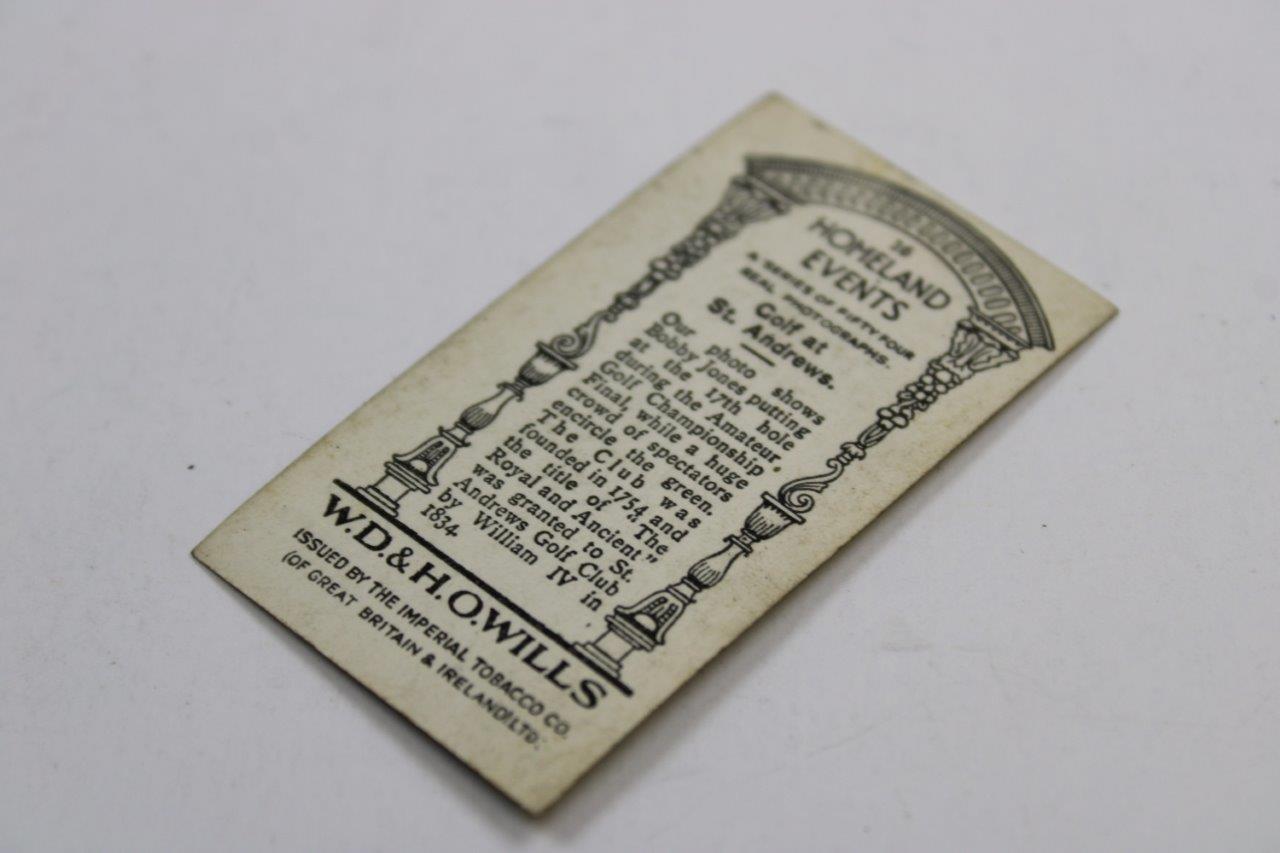 16
HOMELAND
EVENTS
A SERIES OF FIFTY FOUR
REAL PHOTOGRAPHS.
Golf at
St. Andrews.
Our photo shows
Bobby Jones putting
at the 17th hole
during the Amateur
Golf Championship
Final, while a huge
crowd of spectators
encircle the green.
The Club was
founded in 1754, and
the title of “The
Royal and Ancient”
was granted to St.
Andrews Golf Club
by William IV in
1834.
W.D.&H.O.WILLS
ISSUED BY THE IMPERIAL TOBACCO CO.
(OF GREAT BRITAIN & IRELAND) LTD.